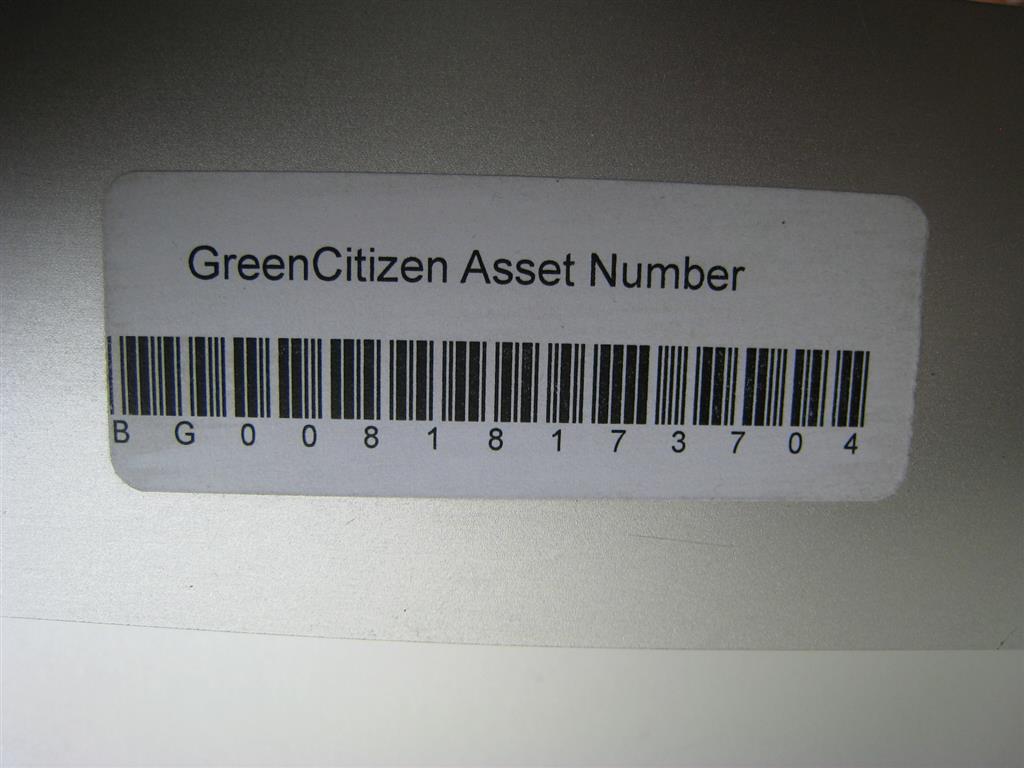 GreenCitizen Asset Number
B G 0 0 8 1 8 1 7 3 7 0 4